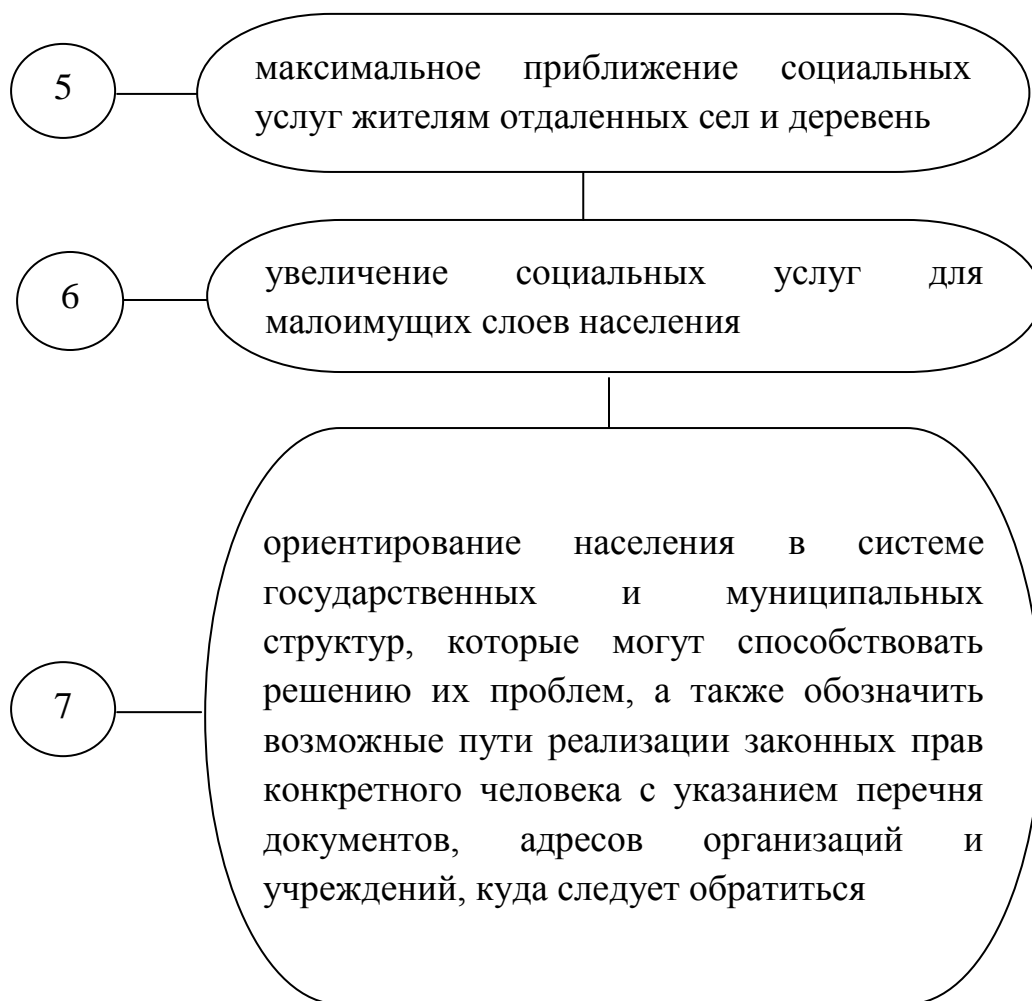 5
максимальное приближение социальных
услуг жителям отдаленных сел и деревень
6
увеличение социальных услуг для
малоимущих слоев населения
7
ориентирование населения в системе
государственных и муниципальных
структур, которые могут способствовать
решению их проблем, а также обозначить
возможные пути реализации законных прав
конкретного человека с указанием перечня
документов, адресов организаций и
учреждений, куда следует обратиться